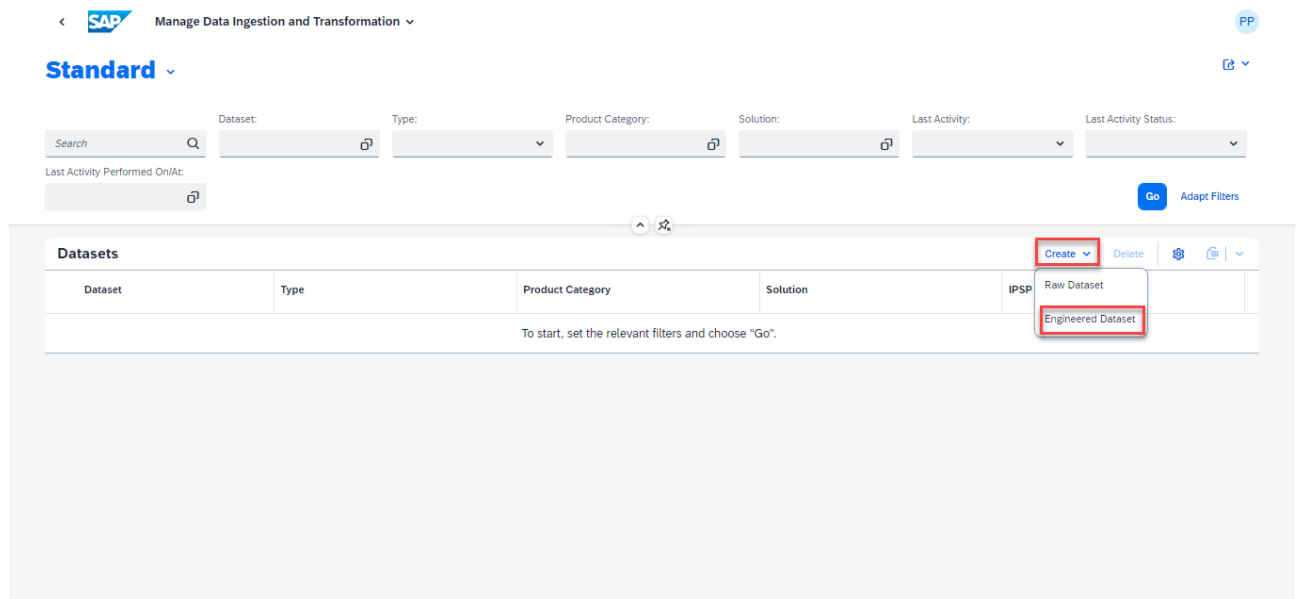 SAP Manage Data Ingestion and Transformation PP
Standard
Dataset: Type: Product Category: Solution: Last Activity: Last Activity Status:
Search
Last Activity Performed On/At:
Go Adapt Filters
Datasets Create Delete
Dataset Type Product Category Solution IPSP
Raw Dataset
Engineered Dataset
To start, set the relevant filters and choose "Go".